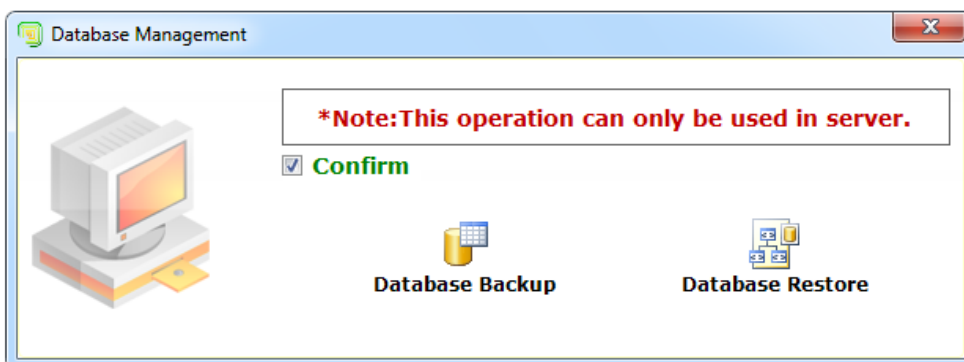 Database Management
*Note:This operation can only be used in server.
Confirm
Database Backup
Database Restore